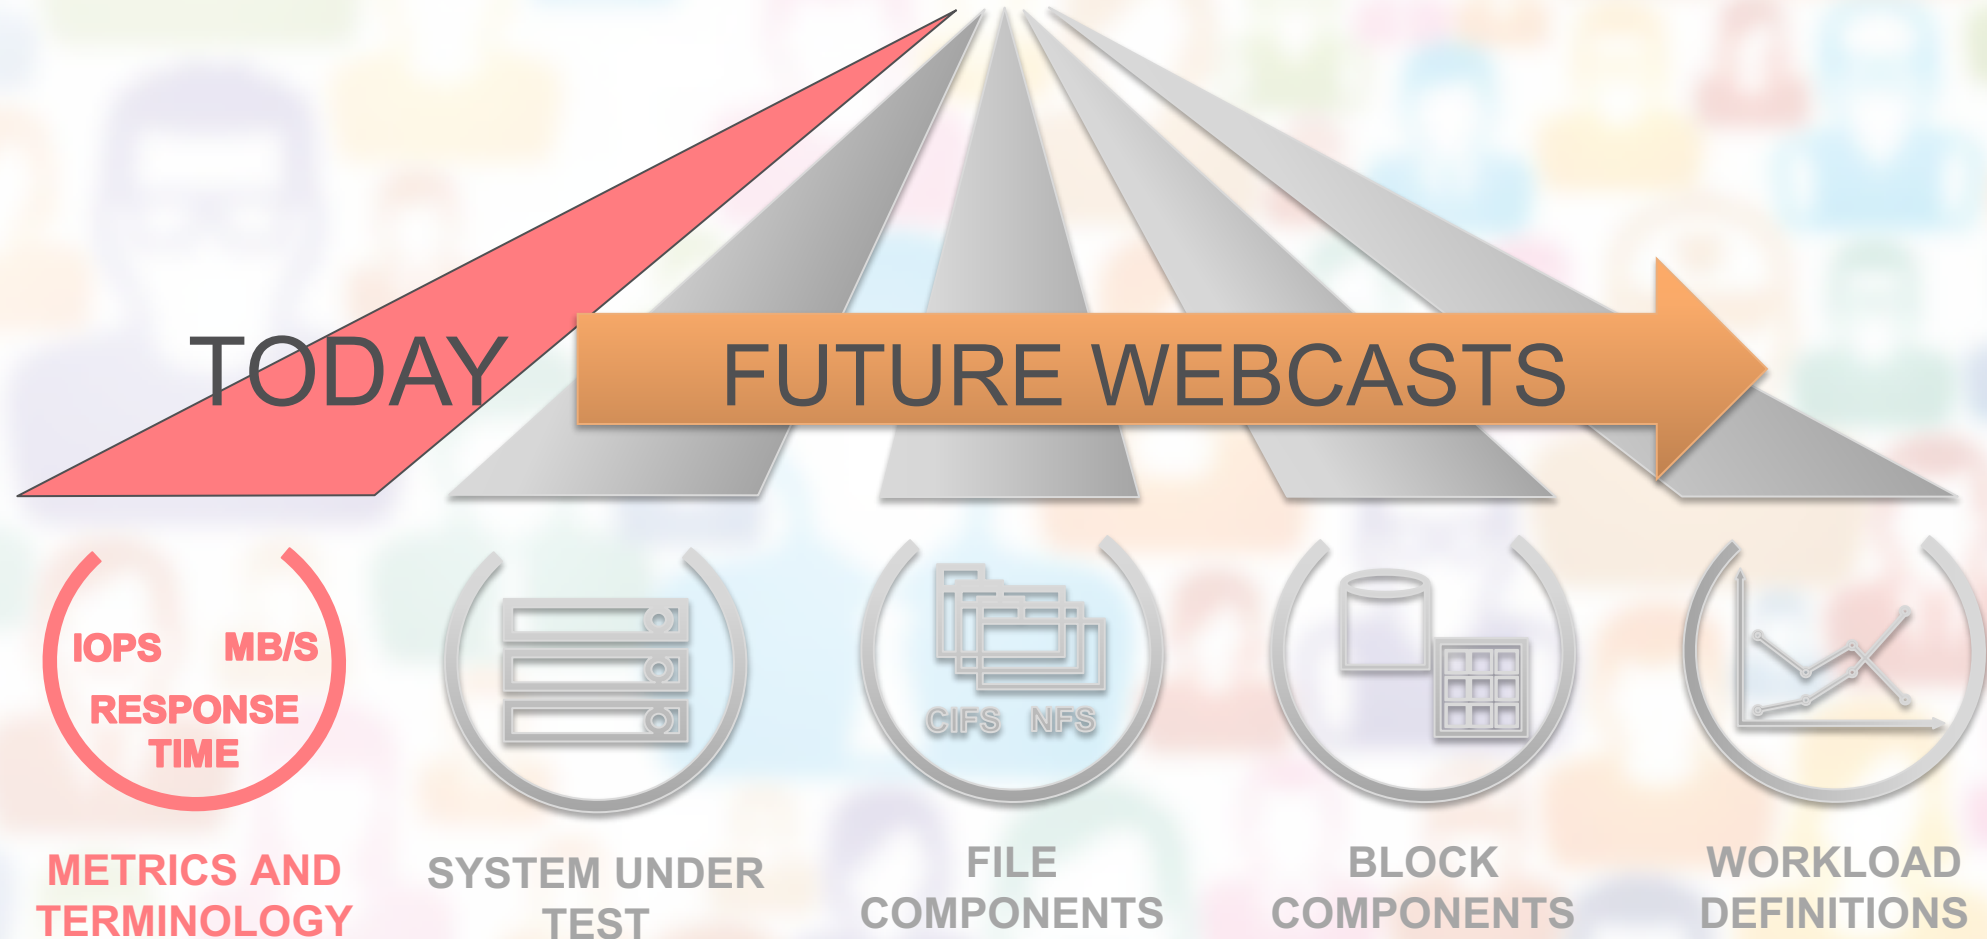 TODAY
FUTURE WEBCASTS
IOPS MB/S
RESPONSE
TIME
CIFS NFS
METRICS AND
TERMINOLOGY
SYSTEM UNDER
TEST
FILE
COMPONENTS
BLOCK
COMPONENTS
WORKLOAD
DEFINITIONS